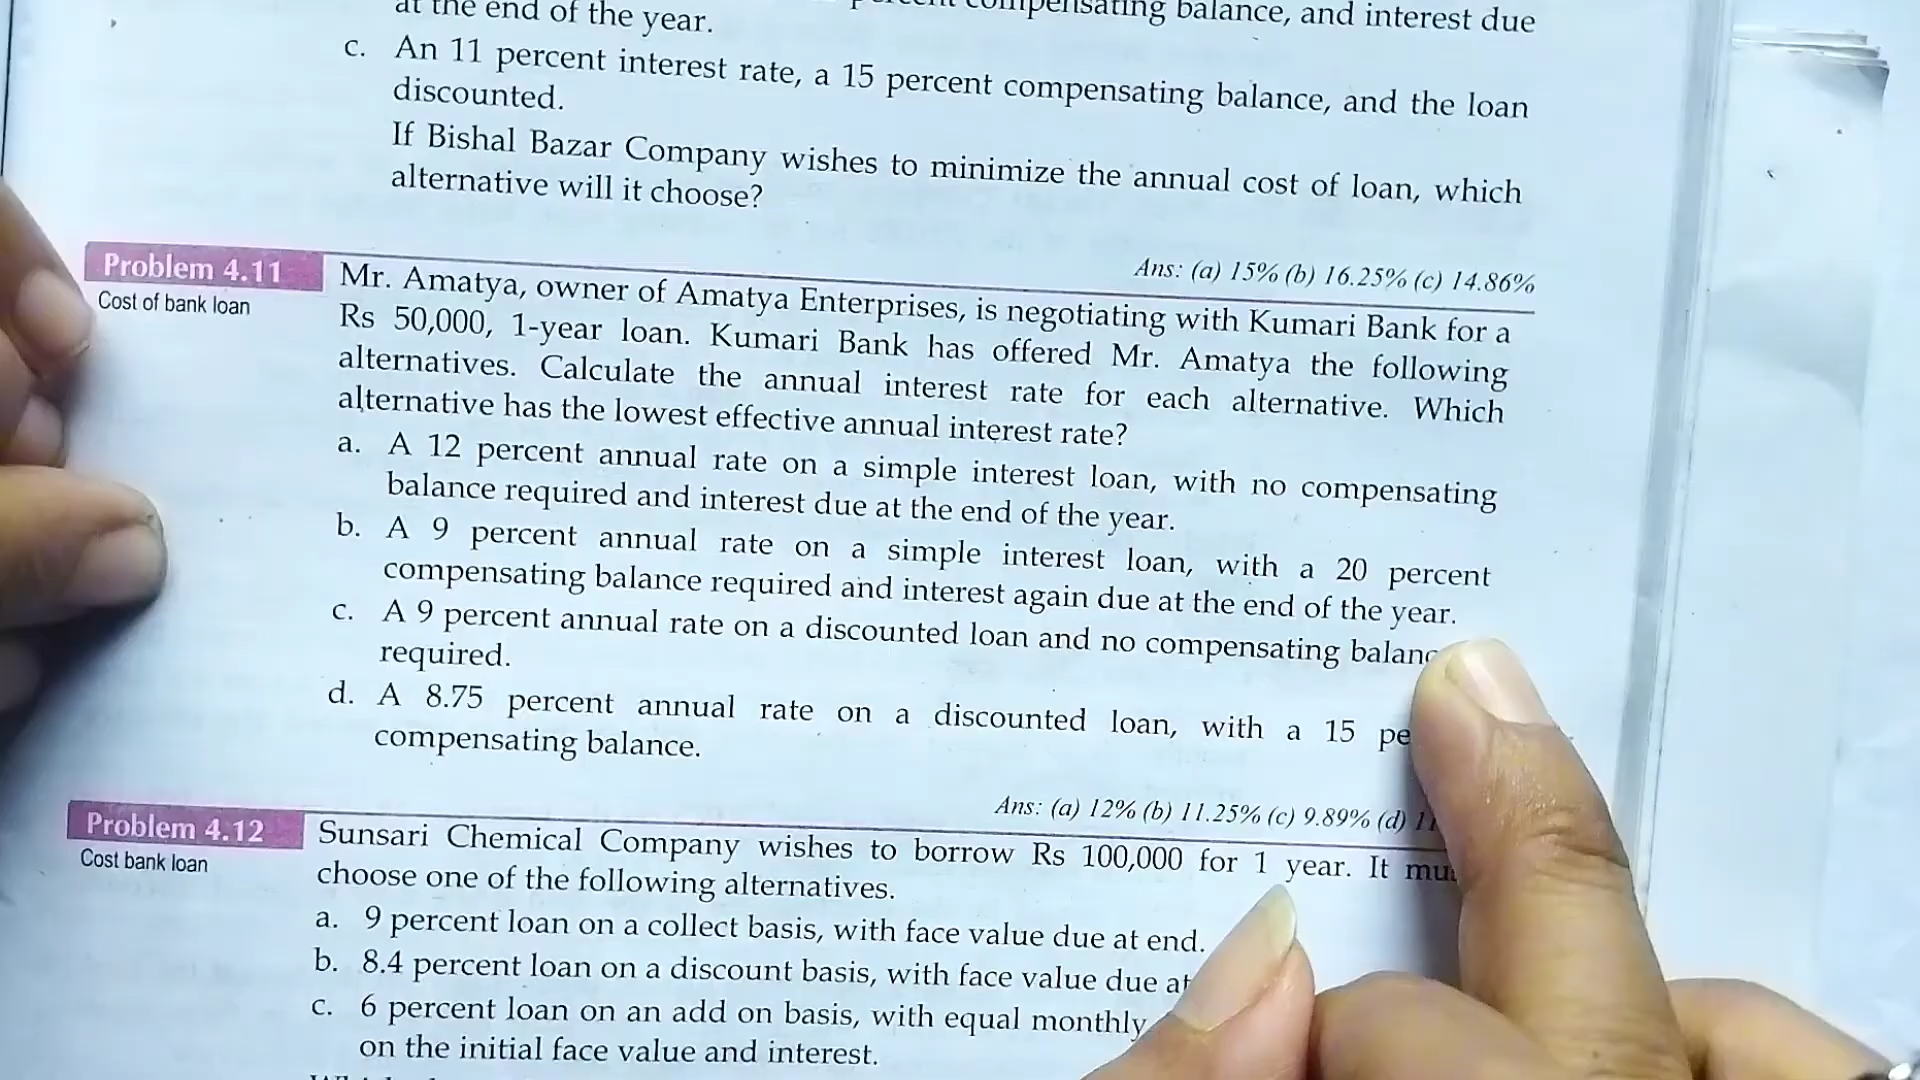 at the end of the year.
compensating balance, and interest due
c. An 11 percent interest rate, a 15 percent compensating balance, and the loan
discounted.
If Bishal Bazar Company wishes to minimize the annual cost of loan, which
alternative will it choose?
Ans: (a) 15% (b) 16.25% (c) 14.86%
Problem 4.11
Cost of bank loan
Mr. Amatya, owner of Amatya Enterprises, is negotiating with Kumari Bank for a
Rs 50,000, 1-year loan. Kumari Bank has offered Mr. Amatya the following
alternatives. Calculate the annual interest rate for each alternative. Which
alternative has the lowest effective annual interest rate?
a. A 12 percent annual rate on a simple interest loan, with no compensating
balance required and interest due at the end of the year.
b. A 9 percent annual rate on a simple interest loan, with a 20 percent
compensating balance required and interest again due at the end of the year.
c. A 9 percent annual rate on a discounted loan and no compensating balanc
required.
d. A 8.75 percent annual rate on a discounted loan, with a 15 pe
compensating balance.
Ans: (a) 12% (b) 11.25% (c) 9.89% (d) 11
Problem 4.12
Cost bank loan
Sunsari Chemical Company wishes to borrow Rs 100,000 for 1 year. It mu
choose one of the following alternatives.
a. 9 percent loan on a collect basis, with face value due at end.
b. 8.4 percent loan on a discount basis, with face value due at
c. 6 percent loan on an add on basis, with equal monthly
on the initial face value and interest.